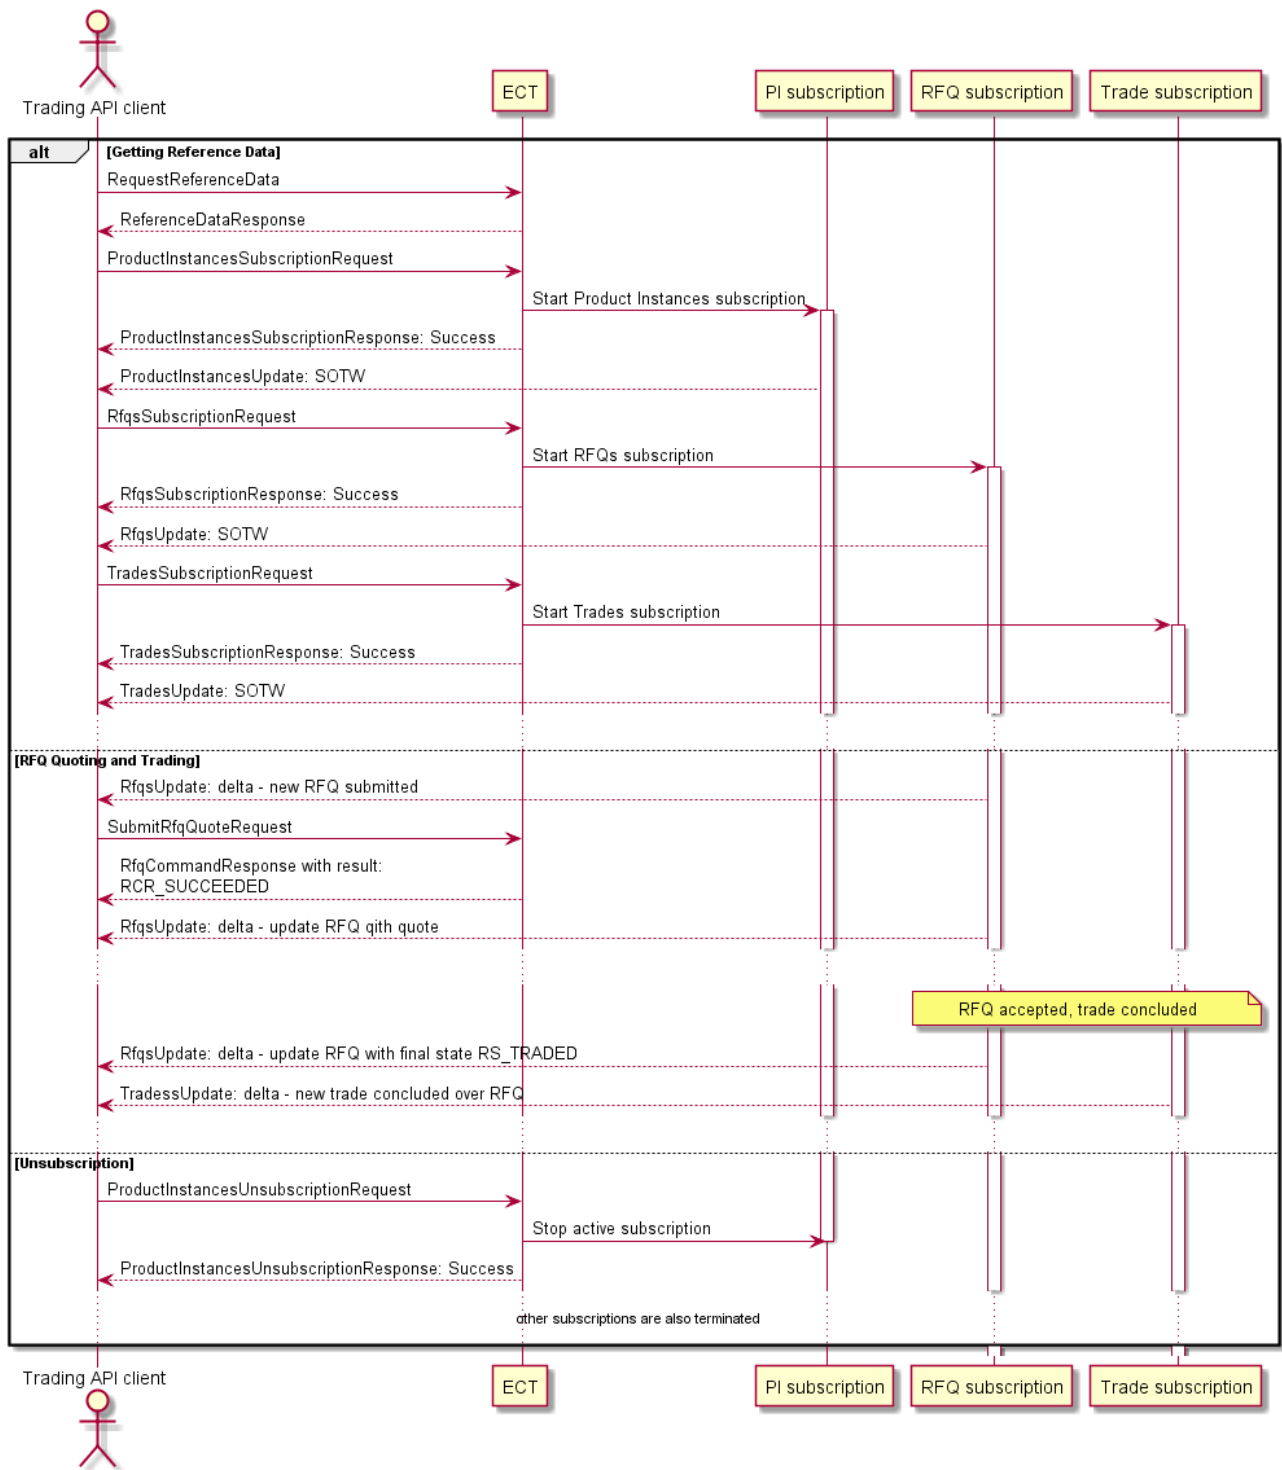 Trading API client
ECT
PI subscription
RFQ subscription
Trade subscription
alt
[Getting Reference Data]
RequestReferenceData
ReferenceDataResponse
ProductInstancesSubscriptionRequest
Start Product Instances subscription
ProductInstancesSubscriptionResponse: Success
ProductInstancesUpdate: SOTW
RfqsSubscriptionRequest
Start RFQs subscription
RfqsSubscriptionResponse: Success
RfqsUpdate: SOTW
TradesSubscriptionRequest
Start Trades subscription
TradesSubscriptionResponse: Success
TradesUpdate: SOTW
[RFQ Quoting and Trading]
RfqsUpdate: delta - new RFQ submitted
SubmitRfqQuoteRequest
RfqCommandResponse with result:
RCR_SUCCEEDED
RfqsUpdate: delta - update RFQ qith quote
RFQ accepted, trade concluded
RfqsUpdate: delta - update RFQ with final state RS_TRADED
TradessUpdate: delta - new trade concluded over RFQ
[Unsubscription]
ProductInstancesUnsubscriptionRequest
Stop active subscription
ProductInstancesUnsubscriptionResponse: Success
other subscriptions are also terminated
Trading API client
ECT
PI subscription
RFQ subscription
Trade subscription